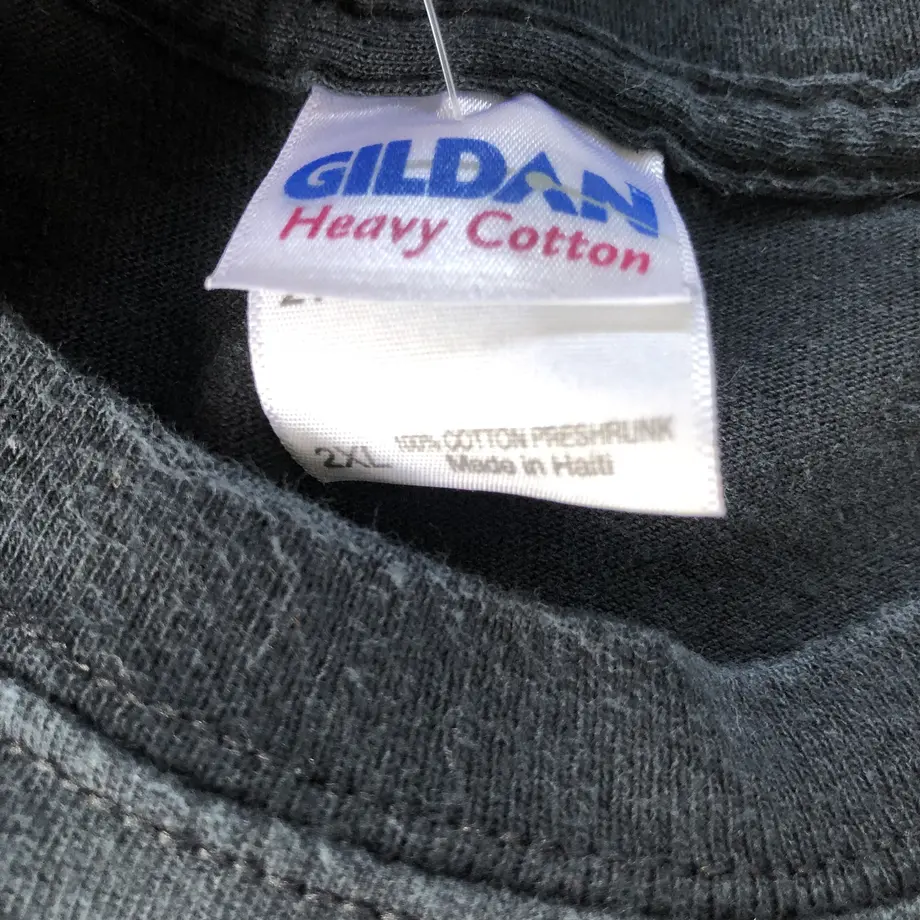 GILDAN
Heavy Cotton
2XL 100% COTTON PRESHRUNK
Made in Haiti